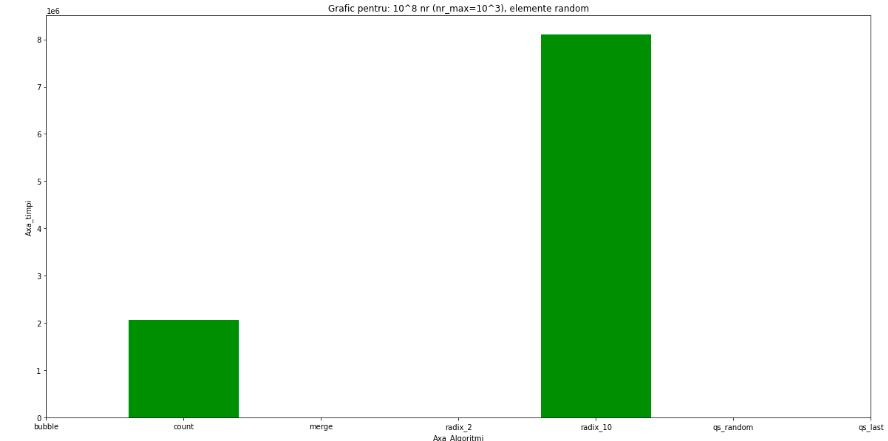 Grafic pentru: 10^8 nr (nr_max=10^3), elemente random
1e6
8
7
6
5
4
3
2
1
0
Axa_timpi
bubble count merge radix_2 radix_10 qs_random qs_last
Axa_Algoritmi